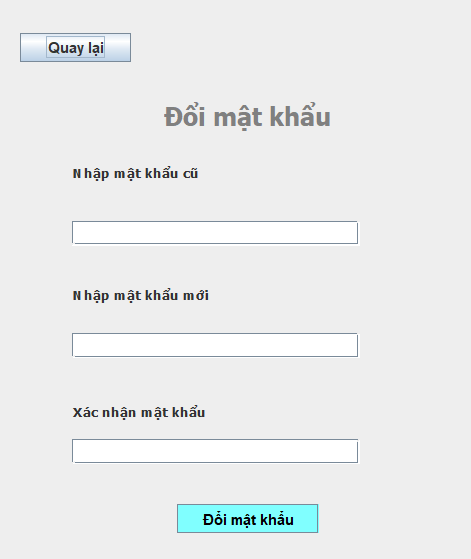 Quay lại
Đổi mật khẩu
Nhập mật khẩu cũ
Nhập mật khẩu mới
Xác nhận mật khẩu
Đổi mật khẩu